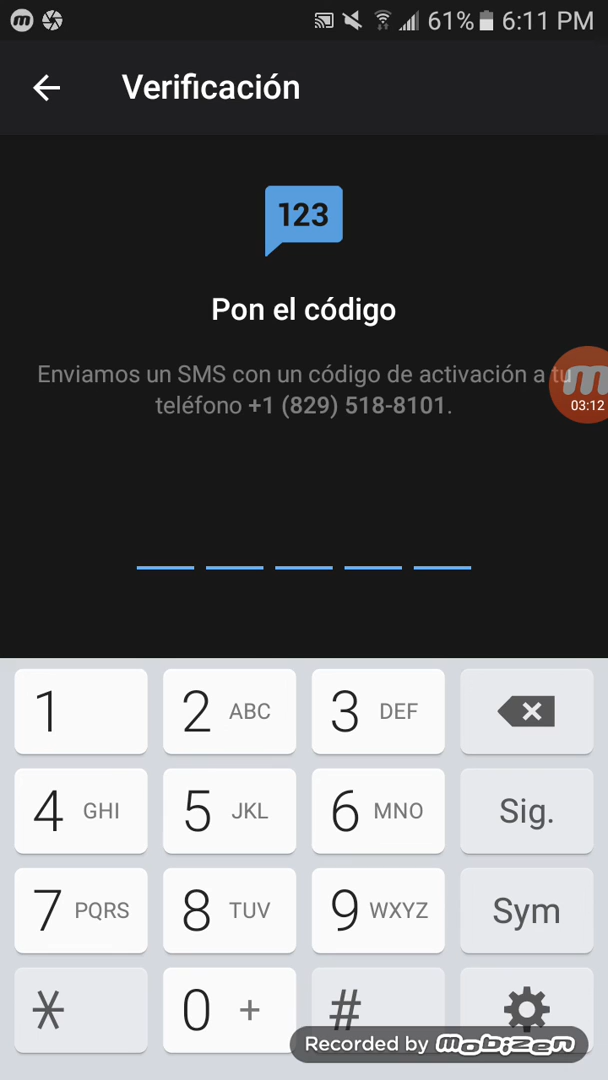 61% 6:11 PM
Verificación
123
Pon el código
Enviamos un SMS con un código de activación a tu
teléfono +1 (829) 518-8101.
m
03:12
1
2 ABC
3 DEF
4 GHI
5 JKL
6 MNO
Sig.
7 PQRS
8 TUV
9 WXYZ
Sym
*
0 +
#
Recorded by mobizen